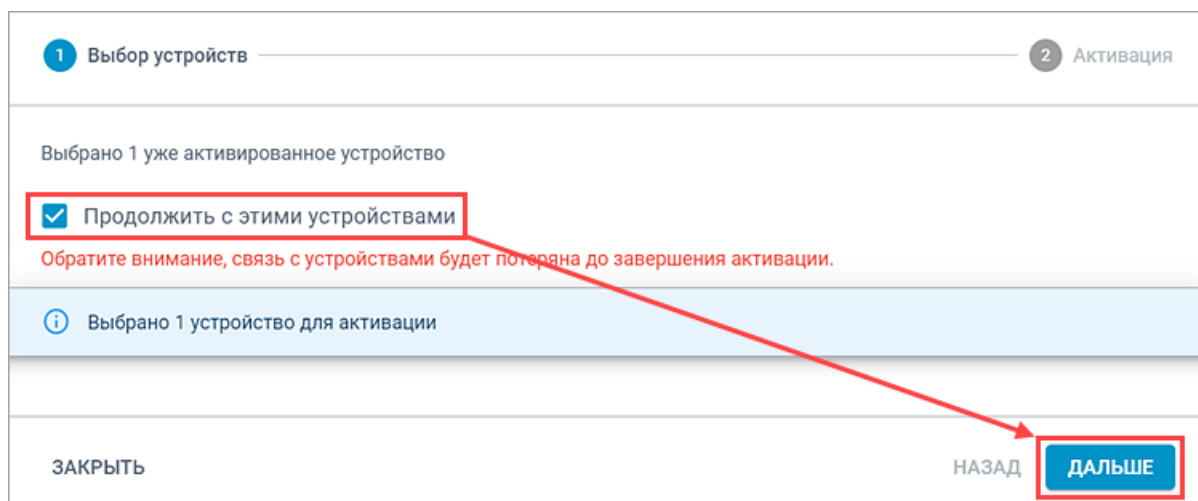 1 Выбор устройств 2 Активация
Выбрано 1 уже активированное устройство
Продолжить с этими устройствами
Обратите внимание, связь с устройствами будет потеряна до завершения активации.
Выбрано 1 устройство для активации
ЗАКРЫТЬ НАЗАД ДАЛЬШЕ